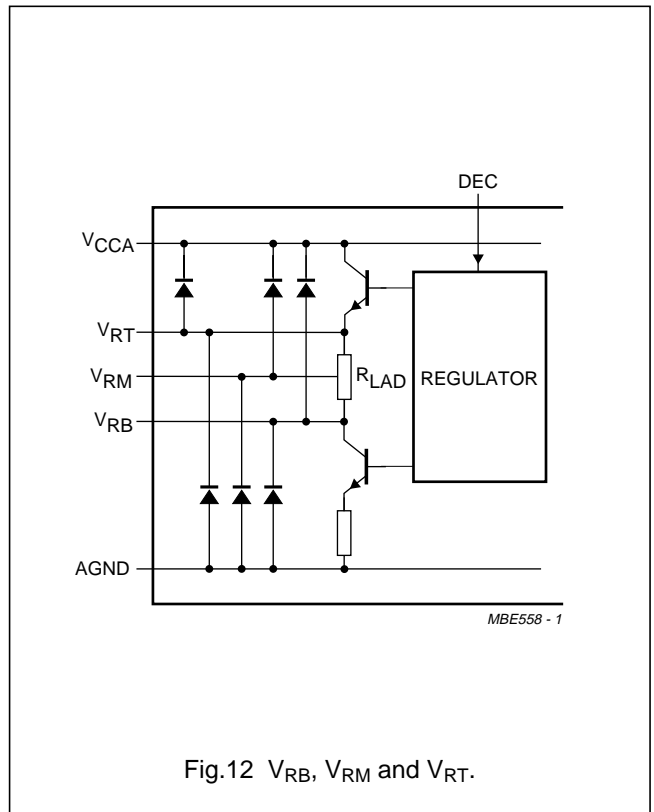 DEC
VCCA
VRT
VRM
RLAD
REGULATOR
VRB
AGND
MBE558 - 1
Fig.12 VRB, VRM and VRT.